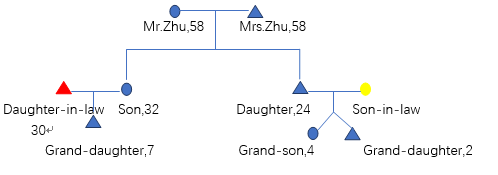 Mr.Zhu,58 Mrs.Zhu,58
Daughter-in-law Son,32 Daughter,24 Son-in-law
30↵
Grand-daughter,7 Grand-son,4 Grand-daughter,2